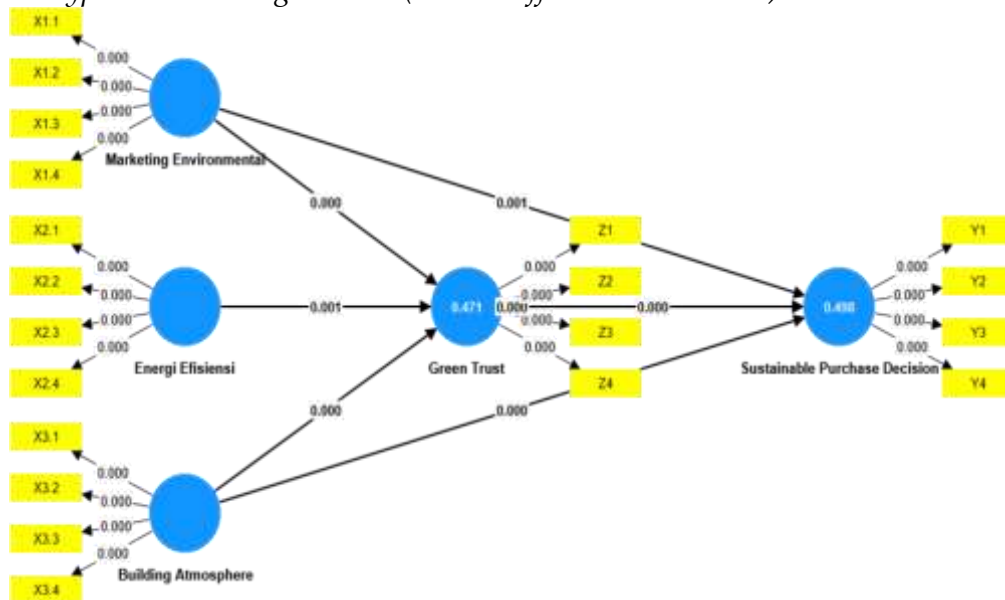 X1.1
0.000
X1.2
0.000
0.000
X1.3
0.000
Marketing Environmental
X1.4
0.000
0.001
X2.1
Z1
Y1
0.000
0.000
0.000
X2.2
0.000
Z2
0.000
Y2
0.000
0.001
0.471
0.000
0.000
X2.3
0.000
0.000
Z3
0.000
Y3
0.000
0.000
0.000
Energi Efisiensi
Green Trust
Sustainable Purchase Decision
X2.4
Z4
Y4
0.000
0.000
X3.1
0.000
X3.2
0.000
0.000
X3.3
0.000
Building Atmosphere
X3.4